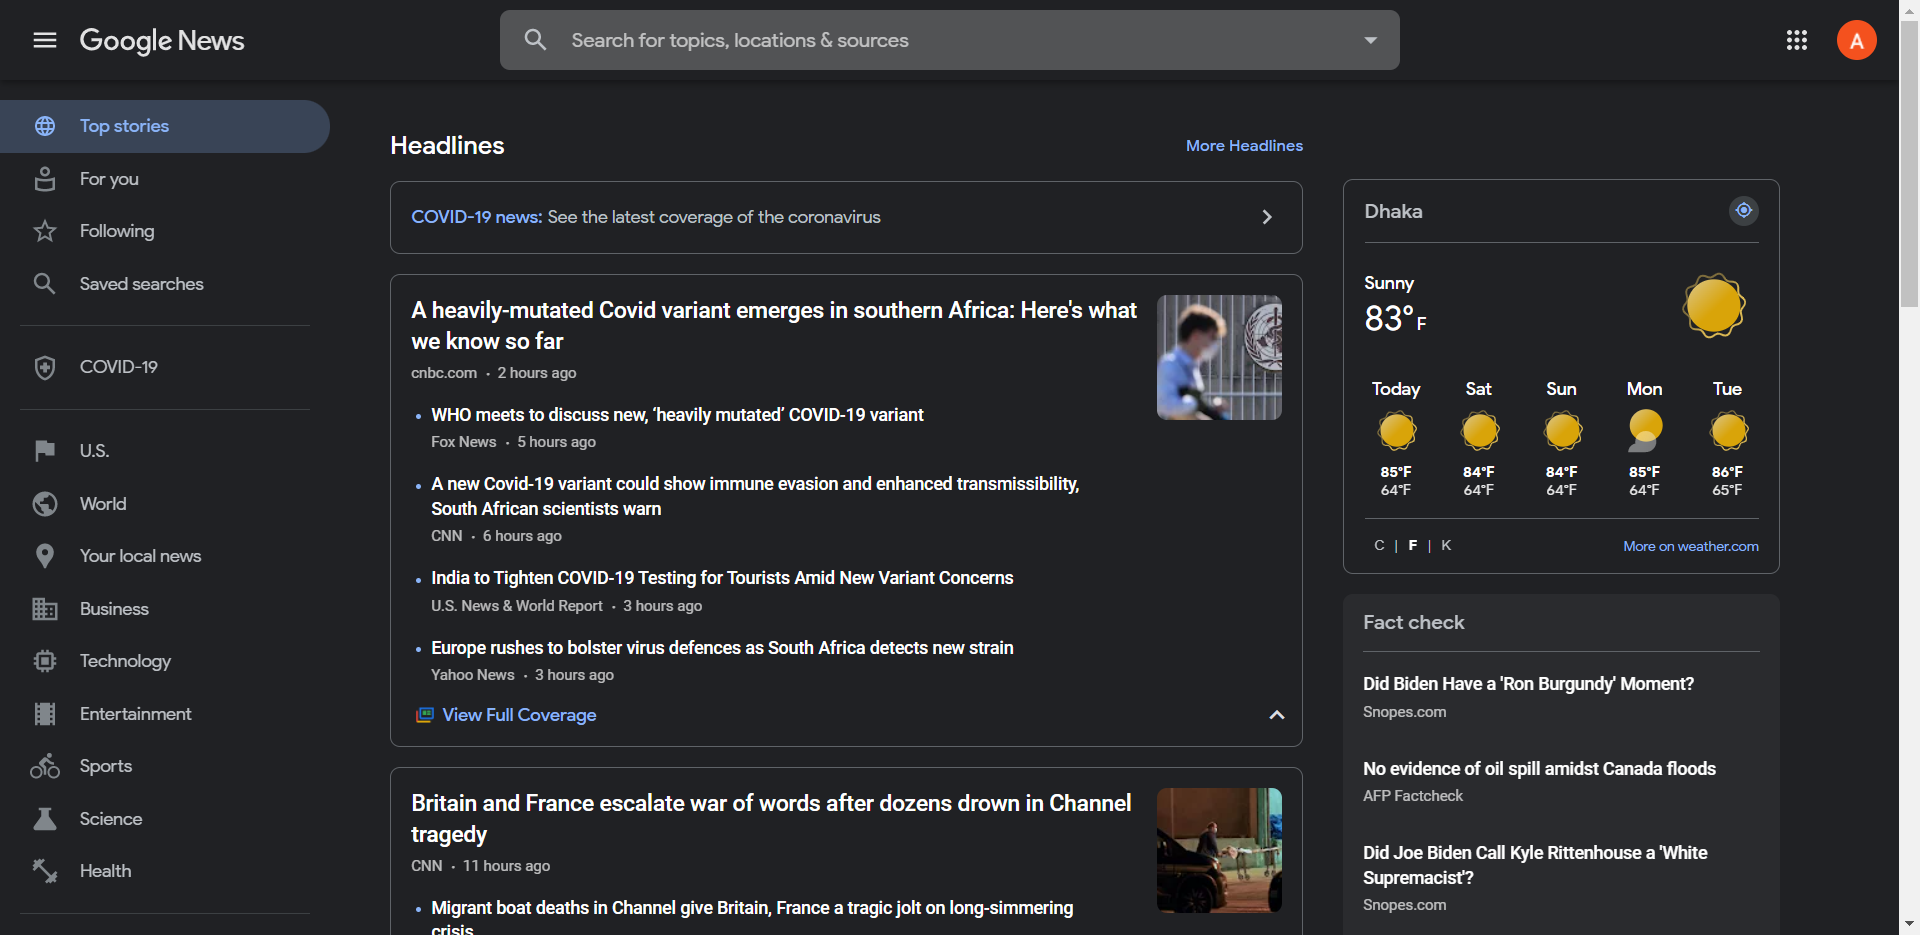 Google News
Search for topics, locations & sources
A
Top stories
For you
Following
Saved searches
COVID-19
U.S.
World
Your local news
Business
Technology
Entertainment
Sports
Science
Health
Headlines
More Headlines
COVID-19 news: See the latest coverage of the coronavirus
A heavily-mutated Covid variant emerges in southern Africa: Here's what
we know so far
cnbc.com · 2 hours ago
• WHO meets to discuss new, ‘heavily mutated’ COVID-19 variant
Fox News · 5 hours ago
• A new Covid-19 variant could show immune evasion and enhanced transmissibility,
South African scientists warn
CNN · 6 hours ago
• India to Tighten COVID-19 Testing for Tourists Amid New Variant Concerns
U.S. News & World Report · 3 hours ago
• Europe rushes to bolster virus defences as South Africa detects new strain
Yahoo News · 3 hours ago
View Full Coverage
Britain and France escalate war of words after dozens drown in Channel
tragedy
CNN · 11 hours ago
• Migrant boat deaths in Channel give Britain, France a tragic jolt on long-simmering
crisis
Dhaka
Sunny
83°F
Today Sat Sun Mon Tue
85°F 84°F 84°F 85°F 86°F
64°F 64°F 64°F 64°F 65°F
C | F | K
More on weather.com
Fact check
Did Biden Have a 'Ron Burgundy' Moment?
Snopes.com
No evidence of oil spill amidst Canada floods
AFP Factcheck
Did Joe Biden Call Kyle Rittenhouse a 'White
Supremacist'?
Snopes.com